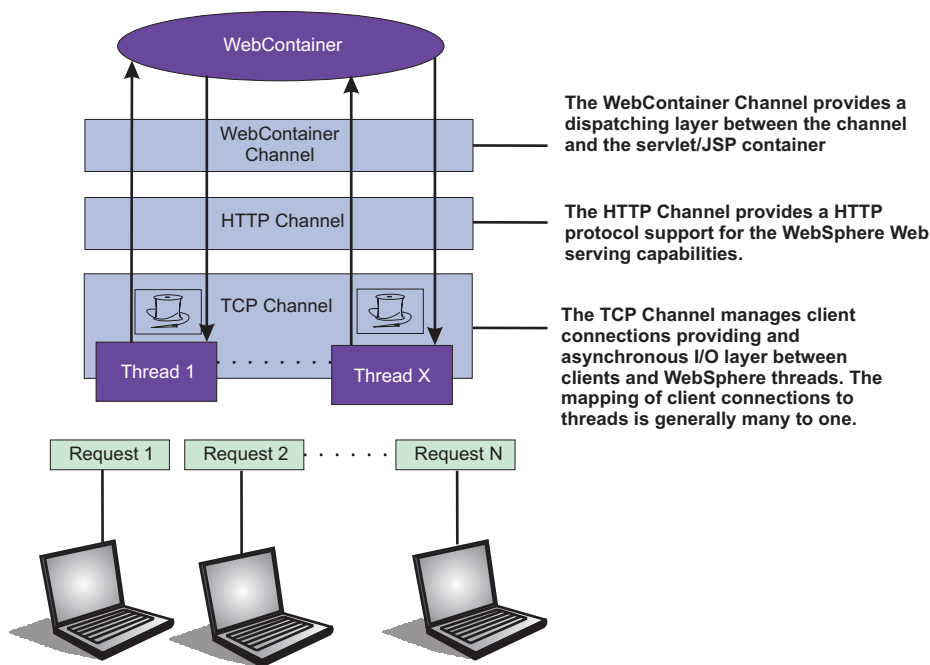 WebContainer
WebContainer
Channel
The WebContainer Channel provides a
dispatching layer between the channel
and the servlet/JSP container
HTTP Channel
The HTTP Channel provides a HTTP
protocol support for the WebSphere Web
serving capabilities.
TCP Channel
The TCP Channel manages client
connections providing and
asynchronous I/O layer between
clients and WebSphere threads. The
mapping of client connections to
threads is generally many to one.
Thread 1
Thread X
Request 1
Request 2
Request N